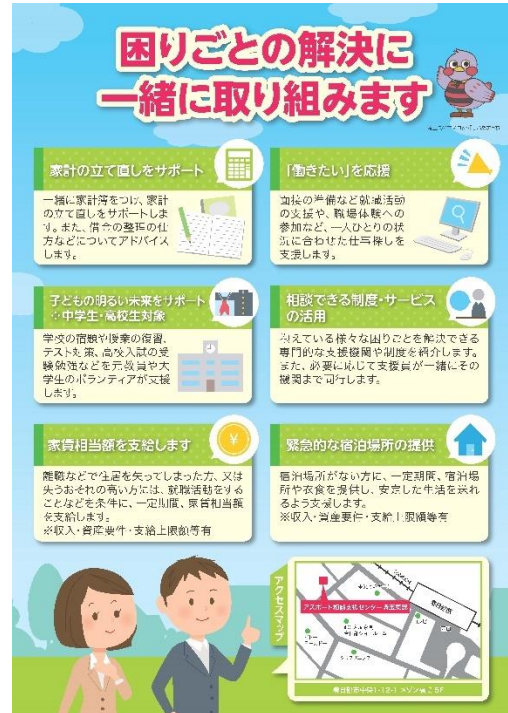 困りごとの解決に
一緒に取り組みます
家計の立て直しをサポート
一緒に家計簿をつけ、家計
の立て直しをサポートしま
す。また、借金の整理の仕
方などについてアドバイス
します。
「働きたい」を応援
面接の準備など就職活動
の支援や、職場体験への
参加など、一人ひとりの状
況に合わせた仕事探しを
支援します。
子どもの明るい未来をサポート
※中学生・高校生対象
学校の宿題や授業の復習、
テスト対策、高校入試の受
験勉強などを元教員や大
学生のボランティアが支援
します。
相談できる制度・サービス
の活用
抱えている様々な困りごとを解決できる
専門的な支援機関や制度を紹介します。
また、必要に応じて支援員が一緒にその
機関まで同行します。
家賃相当額を支給します
離職などで住居を失ってしまった方、又は
失うおそれの高い方には、就職活動をする
ことなどを条件に、一定期間、家賃相当額
を支給します。
※収入・資産要件・支給上限額等有
緊急的な宿泊場所の提供
宿泊場所がない方に、一定期間、宿泊場
所や衣食を提供し、安定した生活を送れ
るよう支援します。
※収入・資産要件・支給上限額等有
アクセスマップ
アスポート相談支援センター埼玉東部
春日部駅